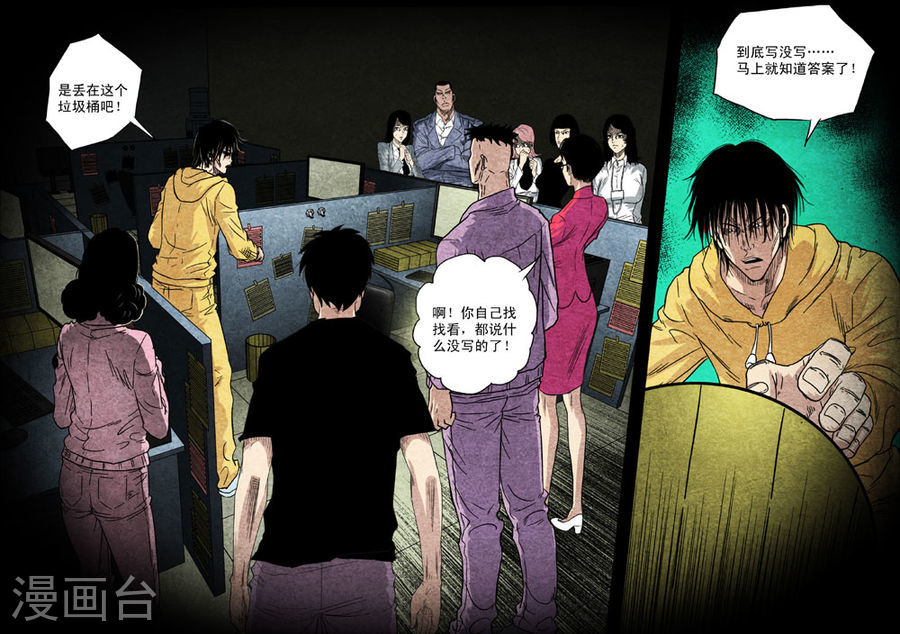 是丢在这个
垃圾桶吧！
啊！你自己找
找看，都说什
么没写的了！
到底写没写……
马上就知道答案了！
漫画台